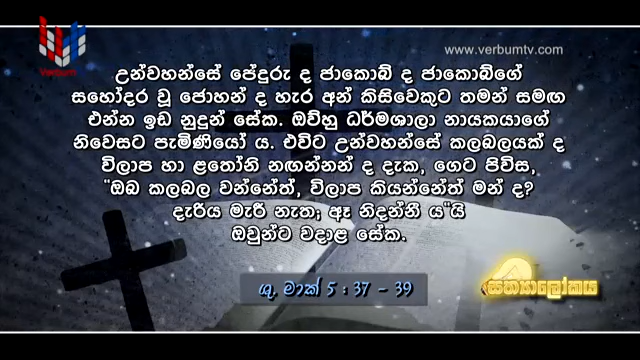 Verbum
www.verbumtv.com
උන්වහන්සේ පේදුරු ද ජාකොබ් ද ජාකොබ්ගේ
සහෝදර වූ ජොහන් ද හැර අන් කිසිවෙකුට තමන් සමඟ
එන්න ඉඩ නුදුන් සේක. ඔව්හු ධර්මශාලා නායකයාගේ
නිවෙසට පැමිණියෝ ය. එවිට උන්වහන්සේ කලබලයක් ද
විලාප හා ළතෝනි නඟන්නන් ද දැක, ගෙට පිවිස,
"ඔබ කලබල වන්නේත්, විලාප කියන්නේත් මන් ද?
දැරිය මැරී නැත; ඈ නිදන්නී ය"යි
ඔවුන්ට වදාළ සේක.
ශු. මාක් 5 : 37 - 39
සත්‍යාලෝකය